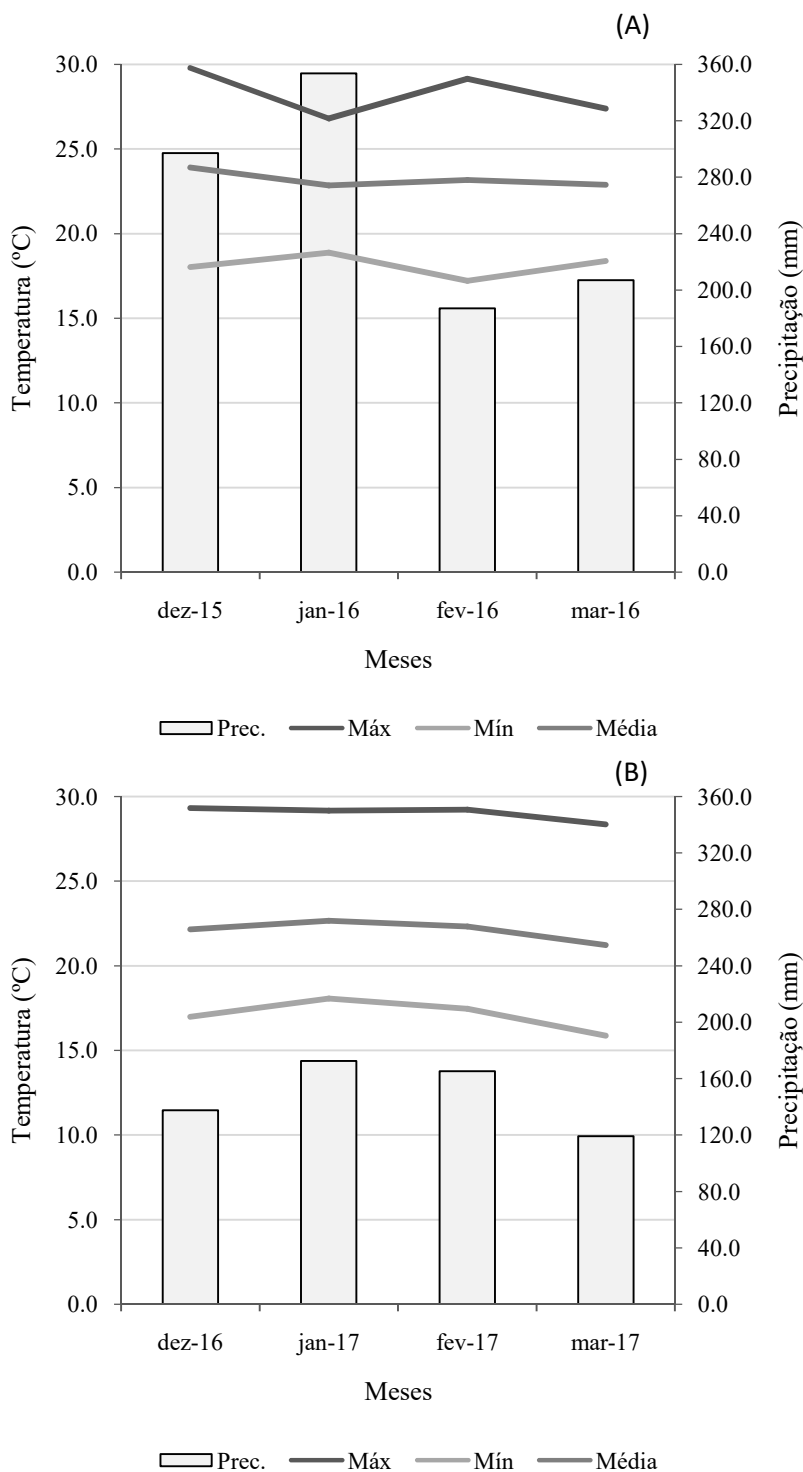 (A)
30.0
25.0
20.0
15.0
10.0
5.0
0.0
Temperatura (ºC)
360.0
320.0
280.0
240.0
200.0
160.0
120.0
80.0
40.0
0.0
Precipitação (mm)
dez-15 jan-16 fev-16 mar-16
Meses
Prec. Máx Mín Média
(B)
30.0
25.0
20.0
15.0
10.0
5.0
0.0
Temperatura (ºC)
360.0
320.0
280.0
240.0
200.0
160.0
120.0
80.0
40.0
0.0
Precipitação (mm)
dez-16 jan-17 fev-17 mar-17
Meses
Prec. Máx Mín Média